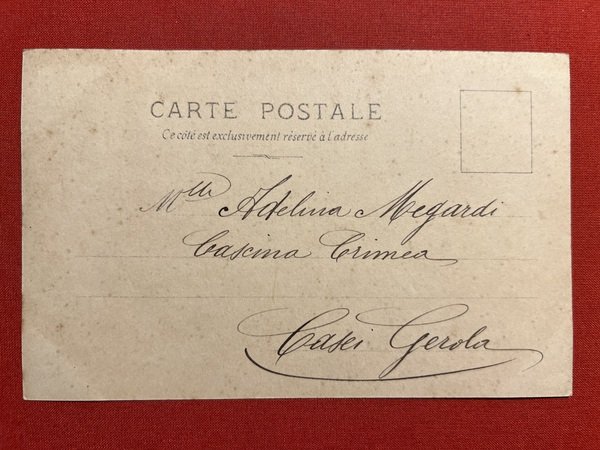 CARTE POSTALE
Ce côté est exclusivement réservé à l'adresse
Mlle Adelina Megardi
Cascina Crimea
Casei Gerola